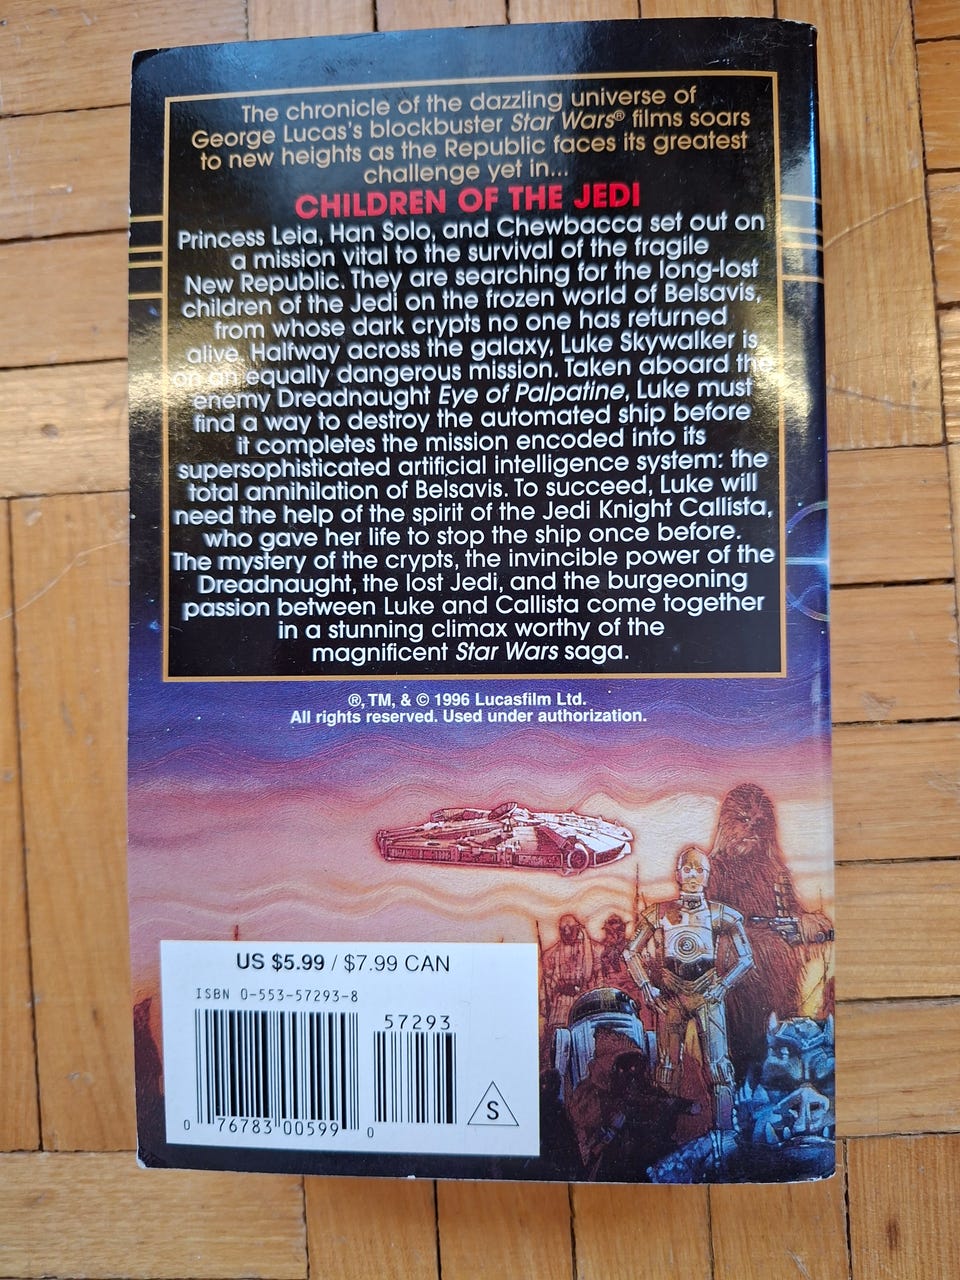 The chronicle of the dazzling universe of
George Lucas's blockbuster Star Wars® films soars
to new heights as the Republic faces its greatest
challenge yet in...
CHILDREN OF THE JEDI
Princess Leia, Han Solo, and Chewbacca set out on
a mission vital to the survival of the fragile
New Republic. They are searching for the long-lost
children of the Jedi on the frozen world of Belsavis,
from whose dark crypts no one has returned
alive. Halfway across the galaxy, Luke Skywalker is
on an equally dangerous mission. Taken aboard the
enemy Dreadnaught Eye of Palpatine, Luke must
find a way to destroy the automated ship before
it completes the mission encoded into its
supersophisticated artificial intelligence system: the
total annihilation of Belsavis. To succeed, Luke will
need the help of the spirit of the Jedi Knight Callista,
who gave her life to stop the ship once before.
The mystery of the crypts, the invincible power of the
Dreadnaught, the lost Jedi, and the burgeoning
passion between Luke and Callista come together
in a stunning climax worthy of the
magnificent Star Wars saga.
®, TM, & © 1996 Lucasfilm Ltd.
All rights reserved. Used under authorization.
US $5.99 / $7.99 CAN
ISBN 0-553-57293-8
57293
0 76783 00599 0
S